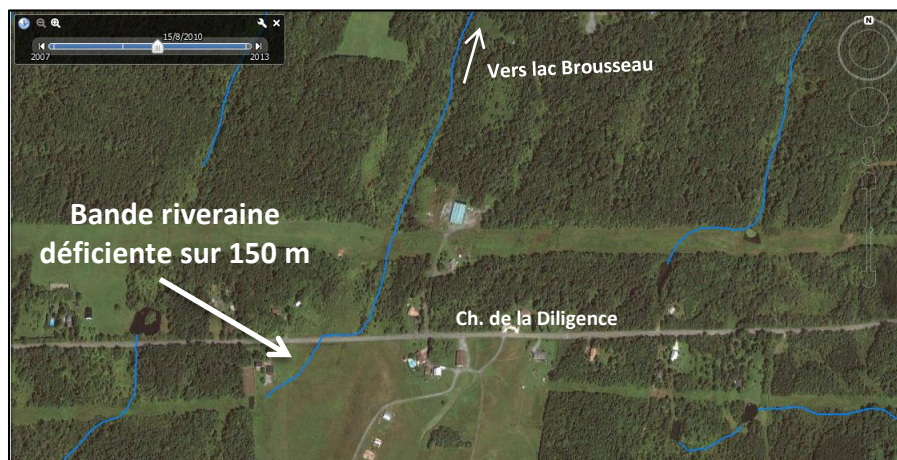 15/8/2010
2007
2013
N
Vers lac Brousseau
Bande riveraine
déficiente sur 150 m
Ch. de la Diligence